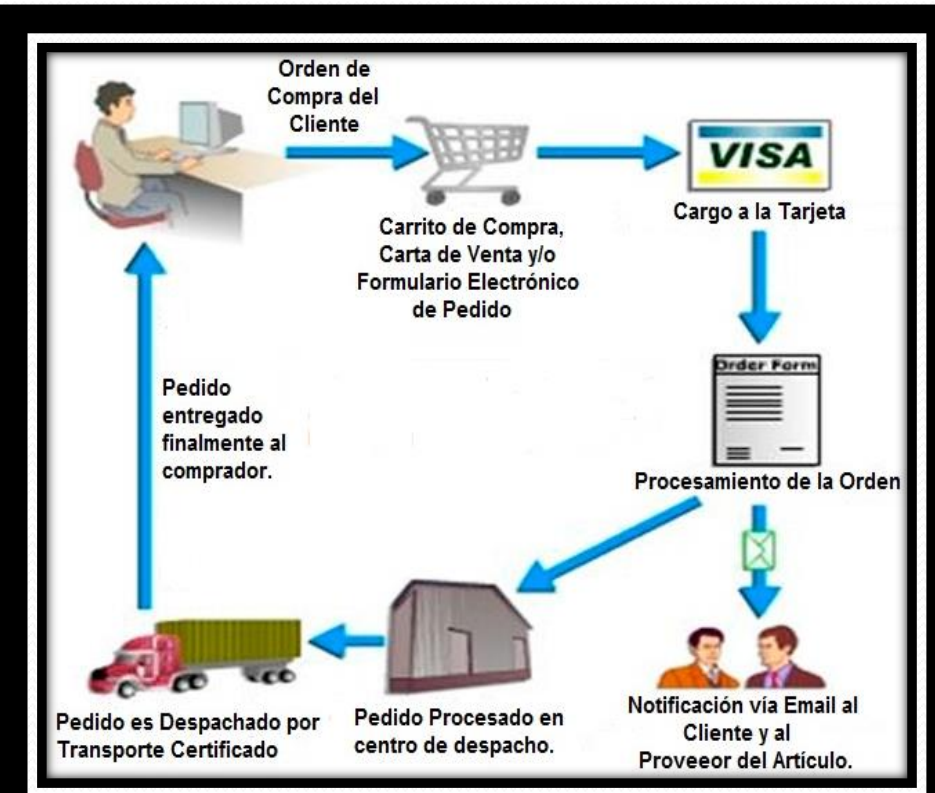 Orden de
Compra del
Cliente
VISA
Cargo a la Tarjeta
Carrito de Compra,
Carta de Venta y/o
Formulario Electrónico
de Pedido
Order Form
Procesamiento de la Orden
Pedido
entregado
finalmente al
comprador.
Notificación vía Email al
Cliente y al
Proveeor del Artículo.
Pedido Procesado en
centro de despacho.
Pedido es Despachado por
Transporte Certificado